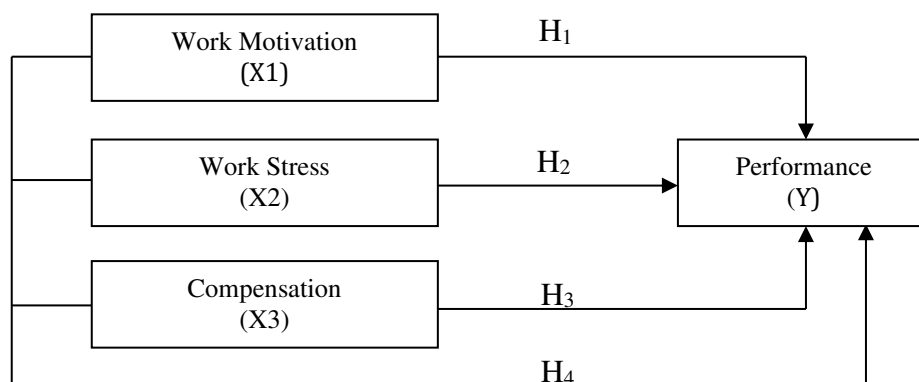 Work Motivation
(X1)
H1
Work Stress
(X2)
H2
Performance
(Y)
Compensation
(X3)
H3
H4